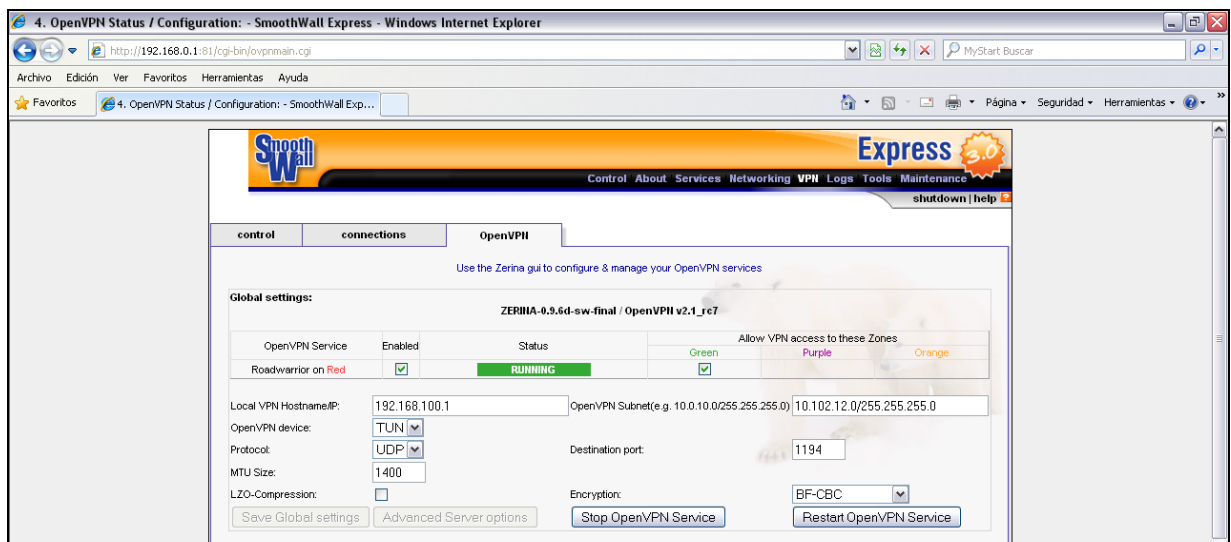 4. OpenVPN Status / Configuration: - SmoothWall Express - Windows Internet Explorer
http://192.168.0.1:81/cgi-bin/ovpnmain.cgi
MyStart Buscar
Archivo Edición Ver Favoritos Herramientas Ayuda
Favoritos 4. OpenVPN Status / Configuration: - SmoothWall Exp... Página Seguridad Herramientas »
Smooth Wall Express 3.0
Control About Services Networking VPN Logs Tools Maintenance
shutdown | help ?
control connections OpenVPN
Use the Zerina gui to configure & manage your OpenVPN services
Global settings:
ZERINA-0.9.6d-sw-final / OpenVPN v2.1_rc7
OpenVPN Service Enabled Status Allow VPN access to these Zones
Green Purple Orange
Roadwarrior on Red RUNNING
Local VPN Hostname/IP: 192.168.100.1 OpenVPN Subnet(e.g. 10.0.10.0/255.255.255.0) 10.102.12.0/255.255.255.0
OpenVPN device: TUN
Protocol: UDP Destination port: 1194
MTU Size: 1400
LZO-Compression: Encryption: BF-CBC
Save Global settings Advanced Server options Stop OpenVPN Service Restart OpenVPN Service